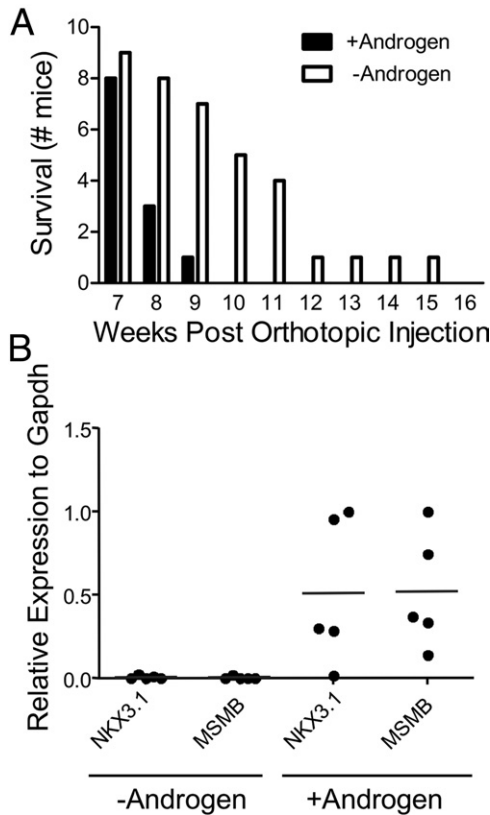 A
10
8
6
4
2
0
Survival (# mice)
+Androgen
-Androgen
7 8 9 10 11 12 13 14 15 16
Weeks Post Orthotopic Injection
B
Relative Expression to Gapdh
1.5
1.0
0.5
0.0
NKX3.1 MSMB NKX3.1 MSMB
-Androgen +Androgen